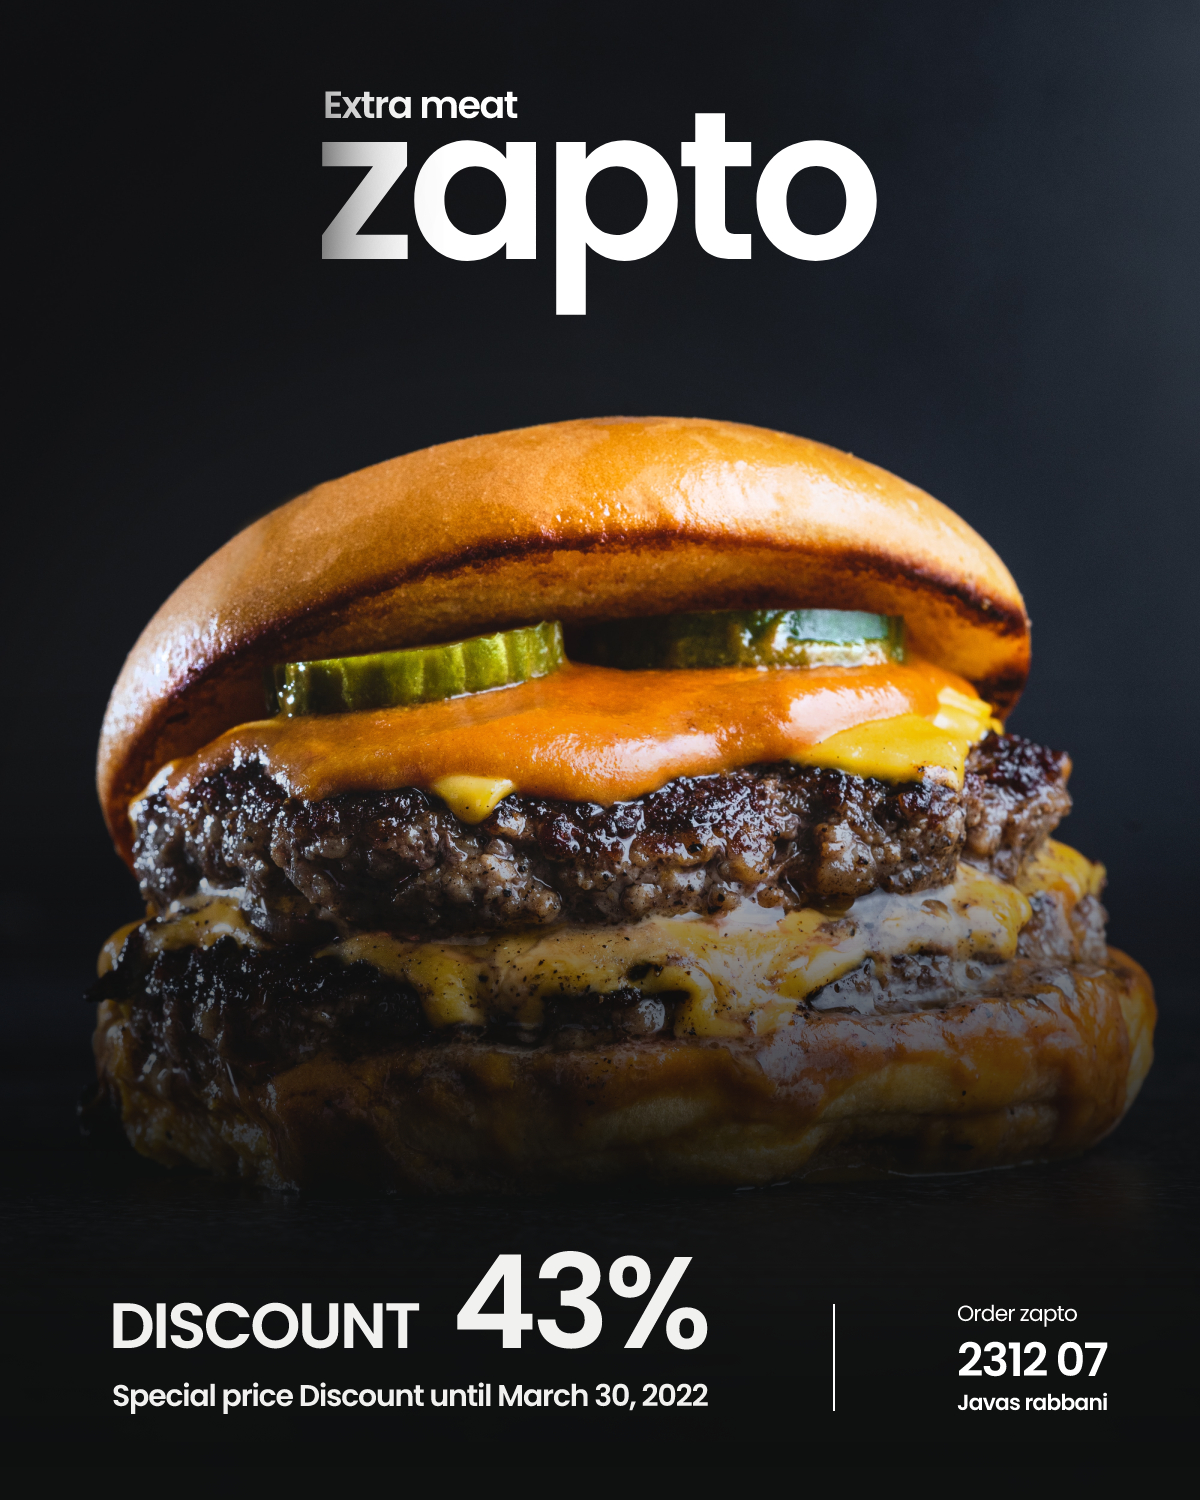 Extra meat
zapto
DISCOUNT 43%
Special price Discount until March 30, 2022
Order zapto
2312 07
Javas rabbani